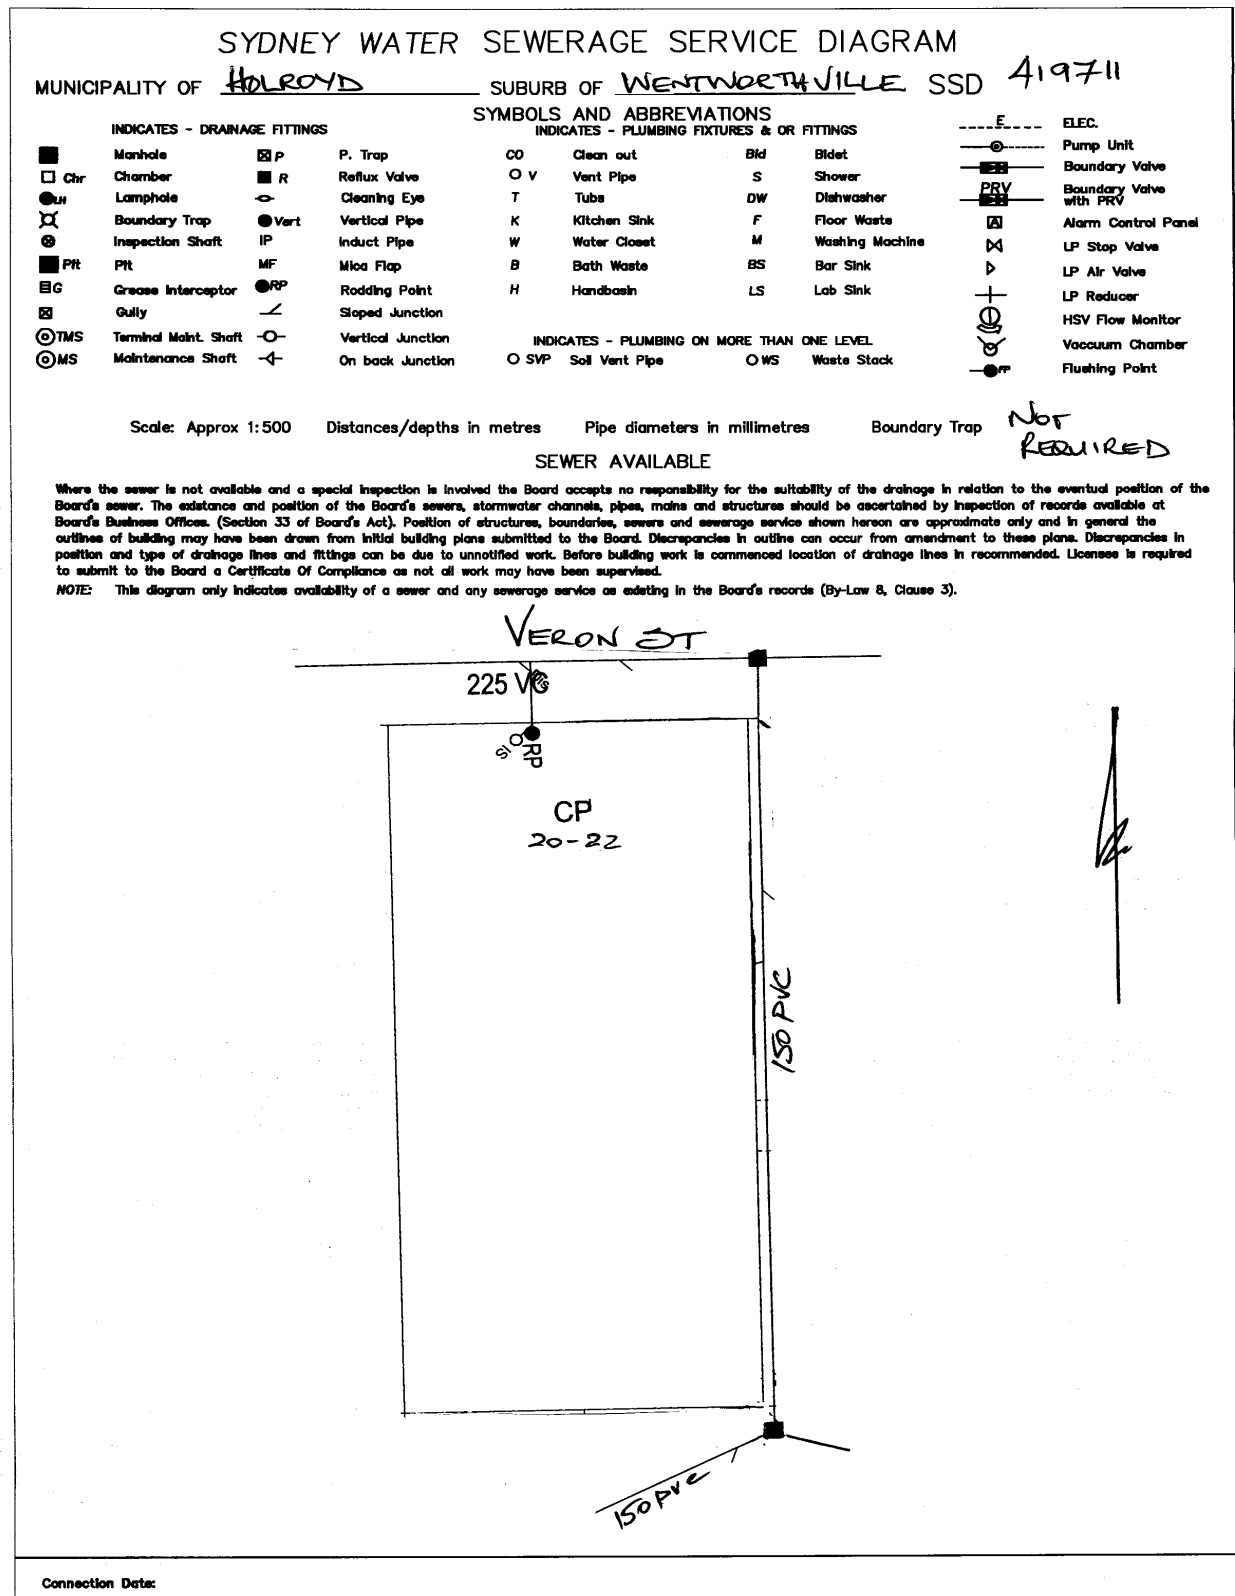 SYDNEY WATER SEWERAGE SERVICE DIAGRAM
MUNICIPALITY OF HOLROYD SUBURB OF WENTWORTHVILLE SSD 419711
SYMBOLS AND ABBREVIATIONS
INDICATES - DRAINAGE FITTINGS INDICATES - PLUMBING FIXTURES & OR FITTINGS E ELEC.
Manhole P P. Trap CO Clean out Bid Bidet Pump Unit
Chr Chamber R Reflux Valve V Vent Pipe S Shower Boundary Valve
LH Lamphole Cleaning Eye T Tubs DW Dishwasher PRV Boundary Valve with PRV
Boundary Trap Vert Vertical Pipe K Kitchen Sink F Floor Waste A Alarm Control Panel
Inspection Shaft IP Induct Pipe W Water Closet M Washing Machine LP Stop Valve
Pit Pit MF Mica Flap B Bath Waste BS Bar Sink LP Air Valve
G Grease Interceptor RP Rodding Point H Handbasin LS Lab Sink LP Reducer
Gully Sloped Junction HSV Flow Monitor
TMS Terminal Maint. Shaft Vertical Junction INDICATES - PLUMBING ON MORE THAN ONE LEVEL Vaccuum Chamber
MS Maintenance Shaft On back Junction SVP Soil Vent Pipe WS Waste Stack FP Flushing Point
Scale: Approx 1:500 Distances/depths in metres Pipe diameters in millimetres Boundary Trap NOT REQUIRED
SEWER AVAILABLE
Where the sewer is not available and a special inspection is involved the Board accepts no responsibility for the suitability of the drainage in relation to the eventual position of the
Board's sewer. The existance and position of the Board's sewers, stormwater channels, pipes, mains and structures should be ascertained by inspection of records available at
Board's Business Offices. (Section 33 of Board's Act). Position of structures, boundaries, sewers and sewerage service shown hereon are approximate only and in general the
outlines of building may have been drawn from initial building plans submitted to the Board. Discrepancies in outline can occur from amendment to these plans. Discrepancies in
position and type of drainage lines and fittings can be due to unnotified work. Before building work is commenced location of drainage lines in recommended. Licensee is required
to submit to the Board a Certificate Of Compliance as not all work may have been supervised.
NOTE: This diagram only indicates availability of a sewer and any sewerage service as existing in the Board's records (By-Law 8, Clause 3).
VERON ST
225 VC
IS
IS
RP
CP
20-22
150 PVC
150 PVC
Connection Date: